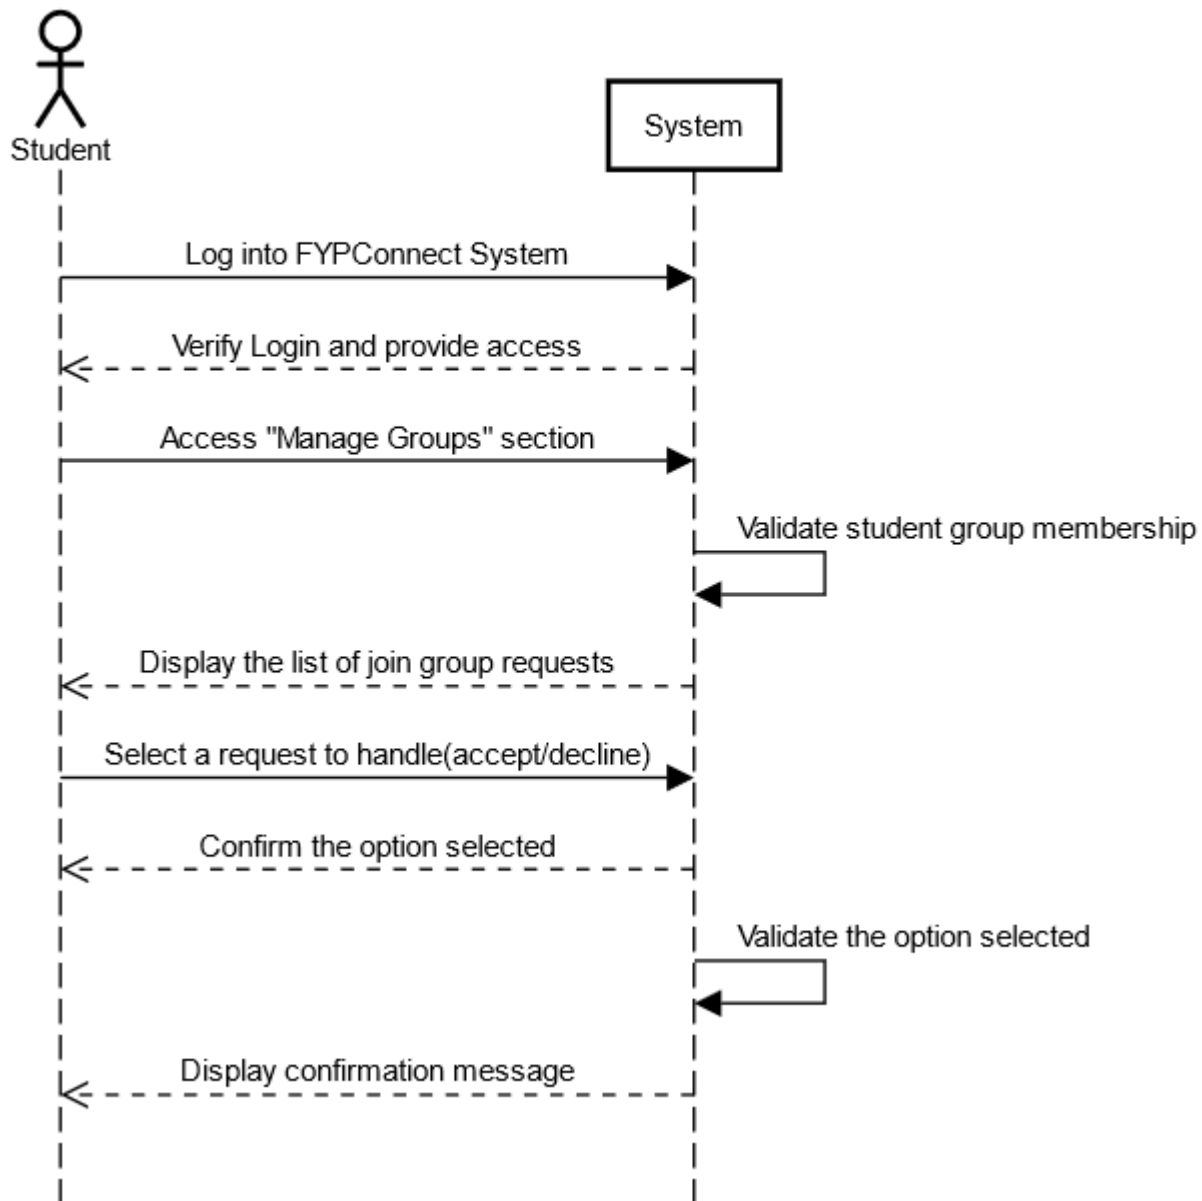 Student
System
Log into FYPConnect System
Verify Login and provide access
Access "Manage Groups" section
Validate student group membership
Display the list of join group requests
Select a request to handle(accept/decline)
Confirm the option selected
Validate the option selected
Display confirmation message